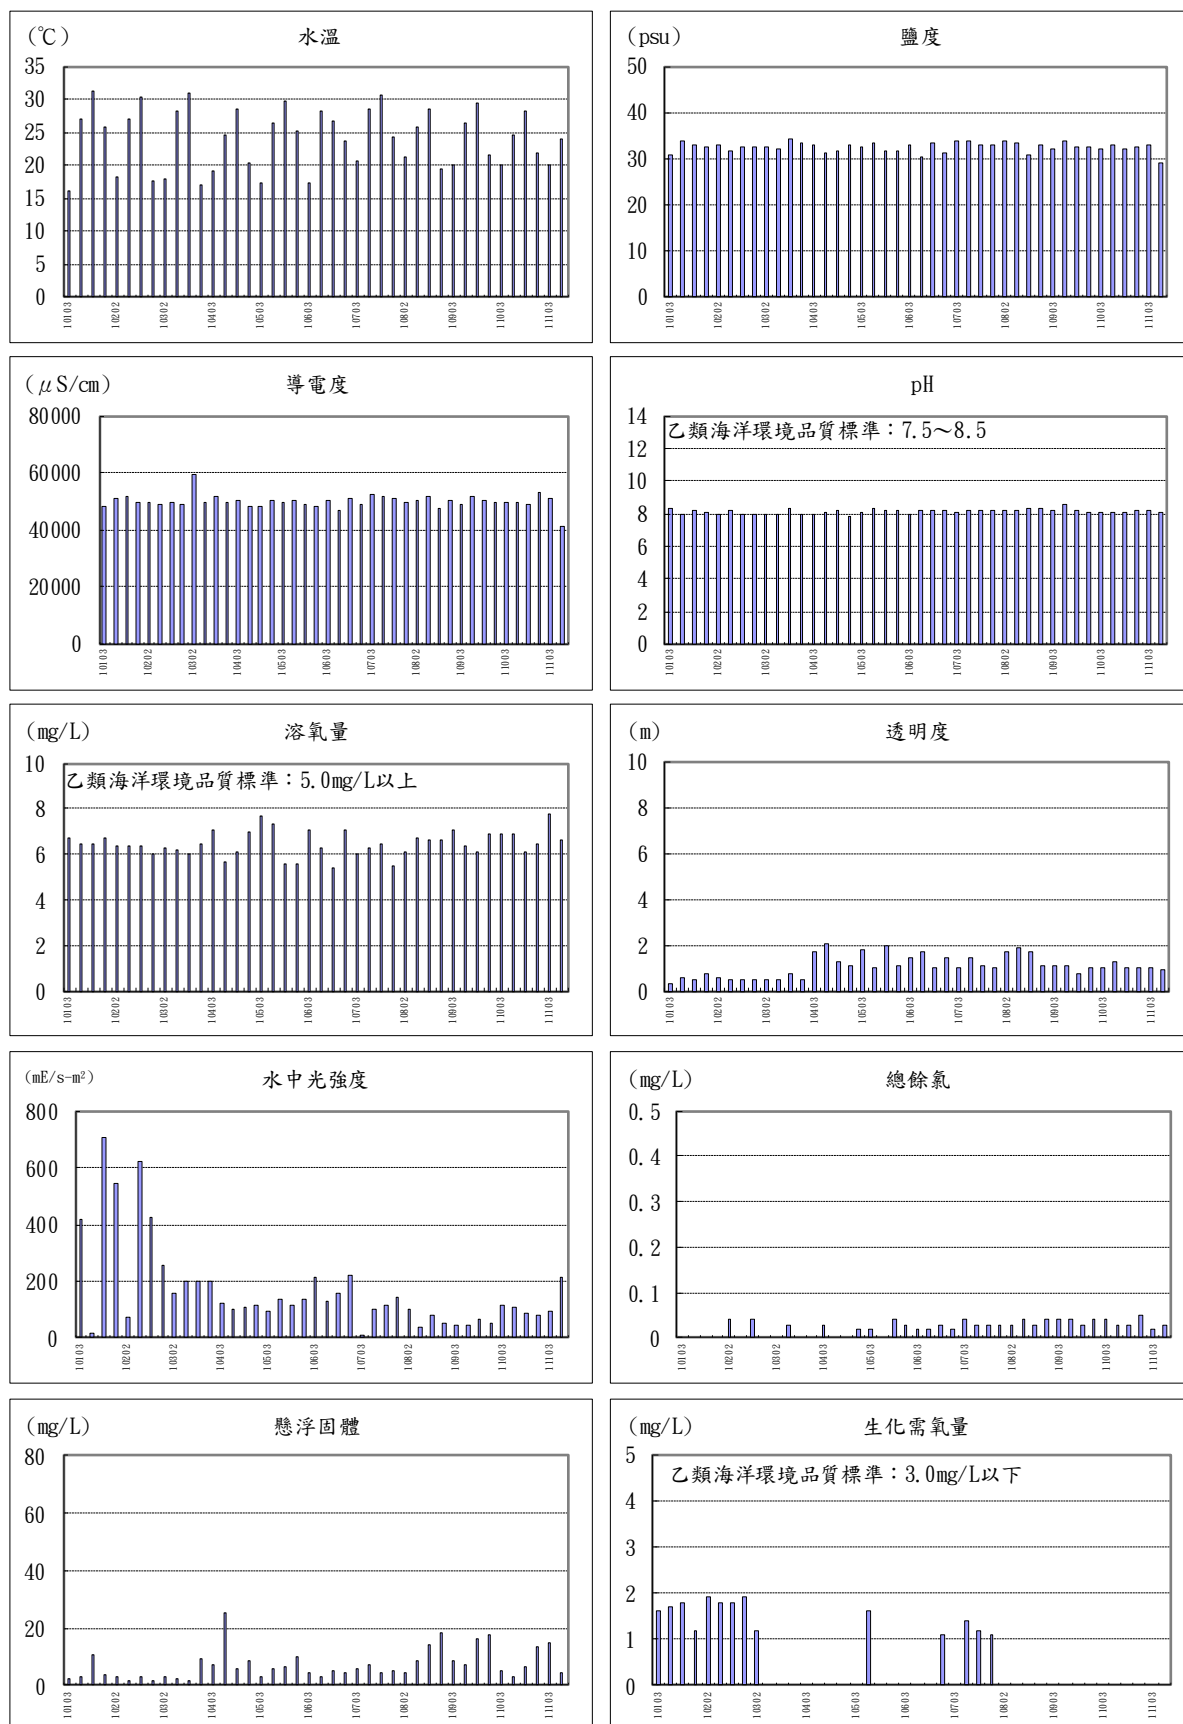 (℃) 水溫
35
30
25
20
15
10
5
0
10103 10202 10302 10403 10503 10603 10703 10802 10903 11003 11103
(psu) 鹽度
50
40
30
20
10
0
10103 10202 10302 10403 10503 10603 10703 10802 10903 11003 11103
(μS/cm) 導電度
80000
60000
40000
20000
0
10103 10202 10302 10403 10503 10603 10703 10802 10903 11003 11103
pH
乙類海洋環境品質標準：7.5～8.5
14
12
10
8
6
4
2
0
10103 10202 10302 10403 10503 10603 10703 10802 10903 11003 11103
(mg/L) 溶氧量
乙類海洋環境品質標準：5.0mg/L以上
10
8
6
4
2
0
10103 10202 10302 10403 10503 10603 10703 10802 10903 11003 11103
(m) 透明度
10
8
6
4
2
0
10103 10202 10302 10403 10503 10603 10703 10802 10903 11003 11103
(mE/s-m²) 水中光強度
800
600
400
200
0
10103 10202 10302 10403 10503 10603 10703 10802 10903 11003 11103
(mg/L) 總餘氯
0.5
0.4
0.3
0.2
0.1
0
10103 10202 10302 10403 10503 10603 10703 10802 10903 11003 11103
(mg/L) 懸浮固體
80
60
40
20
0
10103 10202 10302 10403 10503 10603 10703 10802 10903 11003 11103
(mg/L) 生化需氧量
乙類海洋環境品質標準：3.0mg/L以下
5
4
3
2
1
0
10103 10202 10302 10403 10503 10603 10703 10802 10903 11003 11103